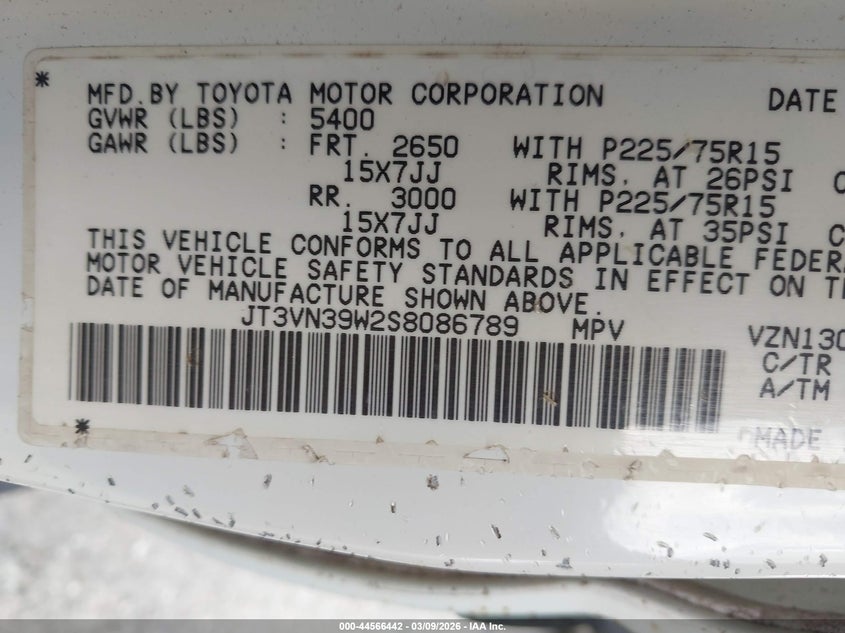 * MFD.BY TOYOTA MOTOR CORPORATION DATE
GVWR (LBS) : 5400
GAWR (LBS) : FRT. 2650 WITH P225/75R15
15X7JJ RIMS. AT 26PSI
RR. 3000 WITH P225/75R15
15X7JJ RIMS. AT 35PSI C
THIS VEHICLE CONFORMS TO ALL APPLICABLE FEDERA
MOTOR VEHICLE SAFETY STANDARDS IN EFFECT ON T
DATE OF MANUFACTURE SHOWN ABOVE.
JT3VN39W2S8086789 MPV VZN130
C/TR
A/TM
* MADE
000-44566442 - 03/09/2026 - IAA Inc.